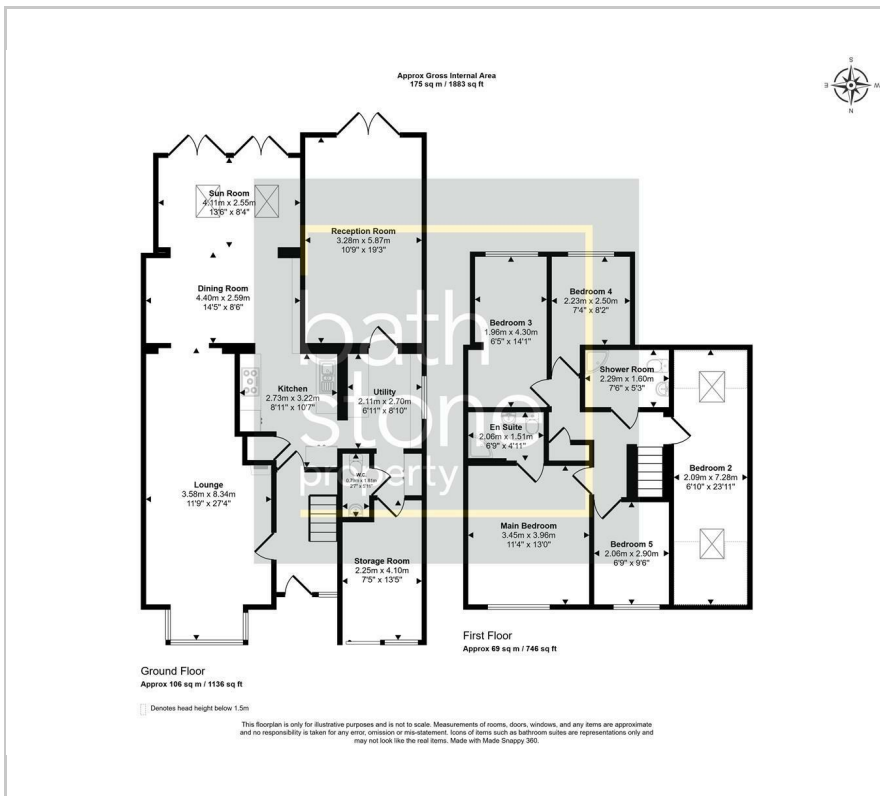 Approx Gross Internal Area
175 sq m / 1883 sq ft
S
E
W
N
Sun Room
4.11m x 2.55m
13'6" x 8'4"
Reception Room
3.28m x 5.87m
10'9" x 19'3"
Dining Room
4.40m x 2.59m
14'5" x 8'6"
Kitchen
2.73m x 3.22m
8'11" x 10'7"
Utility
2.11m x 2.70m
6'11" x 8'10"
W.C.
Lounge
3.58m x 8.34m
11'9" x 27'4"
Storage Room
2.25m x 4.10m
7'5" x 13'5"
Bedroom 3
1.96m x 4.30m
6'5" x 14'1"
Bedroom 4
2.23m x 2.50m
7'4" x 8'2"
Shower Room
2.29m x 1.60m
7'6" x 5'3"
En Suite
2.06m x 1.51m
6'9" x 4'11"
Bedroom 2
2.09m x 7.28m
6'10" x 23'11"
Main Bedroom
3.45m x 3.96m
11'4" x 13'0"
Bedroom 5
2.06m x 2.90m
6'9" x 9'6"
bath
stone
property
Ground Floor
Approx 106 sq m / 1136 sq ft
First Floor
Approx 69 sq m / 746 sq ft
Denotes head height below 1.5m
This floorplan is only for illustrative purposes and is not to scale. Measurements of rooms, doors, windows, and any items are approximate
and no responsibility is taken for any error, omission or mis-statement. Icons of items such as bathroom suites are representations only and
may not look like the real items. Made with Made Snappy 360.